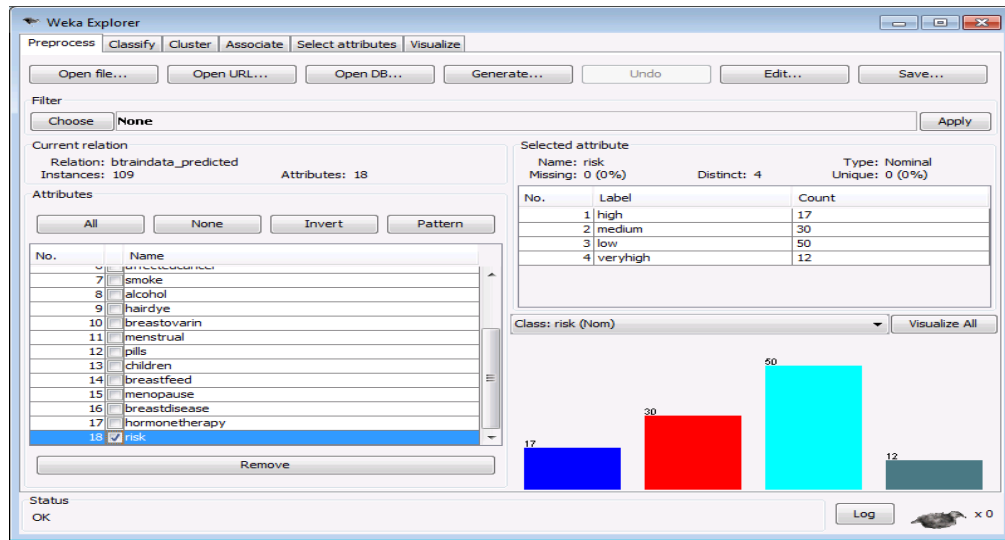 Weka Explorer
Preprocess Classify Cluster Associate Select attributes Visualize
Open file... Open URL... Open DB... Generate... Undo Edit... Save...
Filter
Choose None Apply
Current relation
Relation: btraindata_predicted
Instances: 109 Attributes: 18
Attributes
All None Invert Pattern
No. Name
7 smoke
8 alcohol
9 hairdye
10 breastovarin
11 menstrual
12 pills
13 children
14 breastfeed
15 menopause
16 breastdisease
17 hormonetherapy
18 risk
Remove
Selected attribute
Name: risk Type: Nominal
Missing: 0 (0%) Distinct: 4 Unique: 0 (0%)
No. Label Count
1 high 17
2 medium 30
3 low 50
4 veryhigh 12
Class: risk (Nom) Visualize All
17
30
50
12
Status
OK
Log x 0